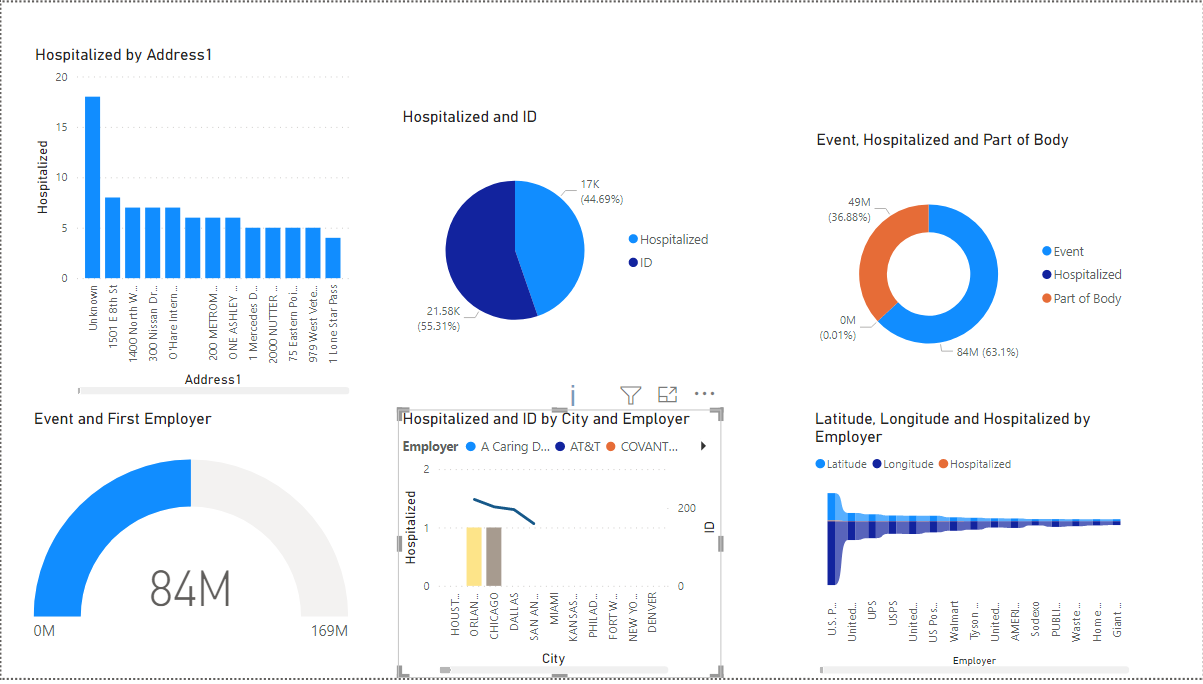 Hospitalized by Address1
20
15
10
5
0
Hospitalized
Unknown
1501 E 8th St
1400 North W...
300 Nissan Dr...
O'Hare Intern...
200 METROM...
ONE ASHLEY ...
1 Mercedes D...
2000 NUTTER ...
75 Eastern Poi...
979 West Vete...
1 Lone Star Pass
Address1
Hospitalized and ID
17K
(44.69%)
21.58K
(55.31%)
Hospitalized
ID
Event, Hospitalized and Part of Body
49M
(36.88%)
0M
(0.01%)
84M (63.1%)
Event
Hospitalized
Part of Body
Event and First Employer
84M
0M
169M
Hospitalized and ID by City and Employer
Employer A Caring D... AT&T COVANT...
2
1
0
Hospitalized
200
0
ID
HOUST...
ORLAN...
CHICAGO
DALLAS
SAN AN...
MIAMI
KANSAS...
PHILAD...
FORT W...
NEW YO...
DENVER
City
Latitude, Longitude and Hospitalized by
Employer
Latitude Longitude Hospitalized
U.S. P...
United...
UPS
USPS
United...
US Pos...
Walmart
Tyson ...
United...
AMERI...
Sodexo
PUBLI...
Waste...
Home ...
Giant ...
Employer